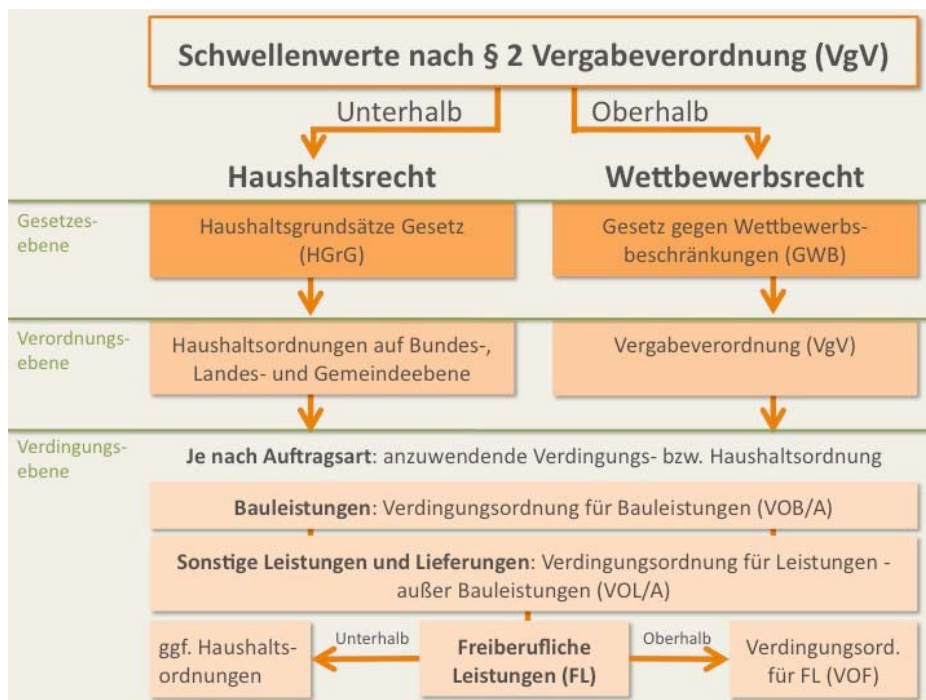 Schwellenwerte nach § 2 Vergabeverordnung (VgV)
Unterhalb
Oberhalb
Haushaltsrecht
Wettbewerbsrecht
Gesetzes-
ebene
Haushaltsgrundsätze Gesetz
(HGrG)
Gesetz gegen Wettbewerbs-
beschränkungen (GWB)
Verordnungs-
ebene
Haushaltsordnungen auf Bundes-,
Landes- und Gemeindeebene
Vergabeverordnung (VgV)
Verdingungs-
ebene
Je nach Auftragsart: anzuwendende Verdingungs- bzw. Haushaltsordnung
Bauleistungen: Verdingungsordnung für Bauleistungen (VOB/A)
Sonstige Leistungen und Lieferungen: Verdingungsordnung für Leistungen -
außer Bauleistungen (VOL/A)
ggf. Haushalts-
ordnungen
Unterhalb
Freiberufliche
Leistungen (FL)
Oberhalb
Verdingungsord.
für FL (VOF)